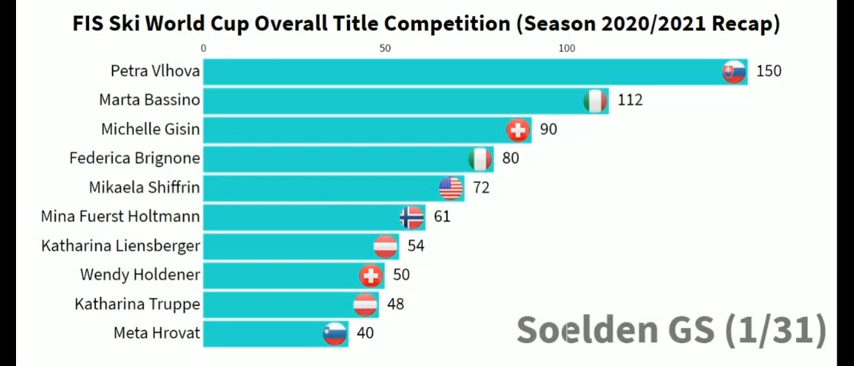 FIS Ski World Cup Overall Title Competition (Season 2020/2021 Recap)
0 50 100
Petra Vlhova 150
Marta Bassino 112
Michelle Gisin 90
Federica Brignone 80
Mikaela Shiffrin 72
Mina Fuerst Holtmann 61
Katharina Liensberger 54
Wendy Holdener 50
Katharina Truppe 48
Meta Hrovat 40
Soelden GS (1/31)